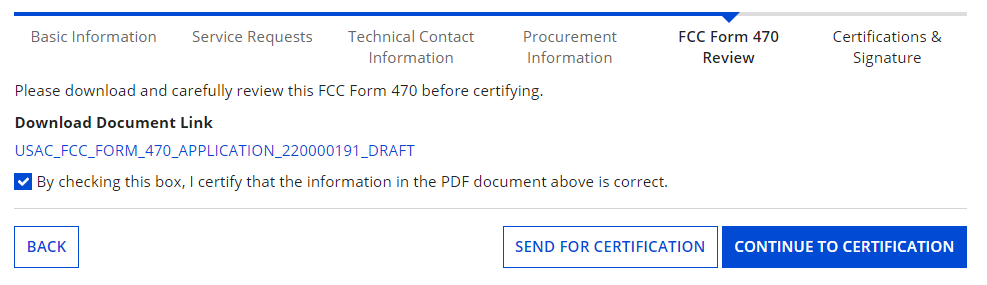 Basic Information
Service Requests
Technical Contact
Information
Procurement
Information
FCC Form 470
Review
Certifications &
Signature
Please download and carefully review this FCC Form 470 before certifying.
Download Document Link
USAC_FCC_FORM_470_APPLICATION_220000191_DRAFT
By checking this box, I certify that the information in the PDF document above is correct.
BACK
SEND FOR CERTIFICATION
CONTINUE TO CERTIFICATION